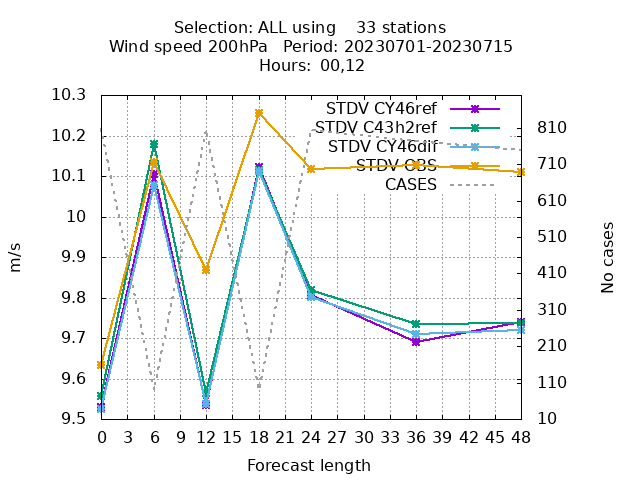 Selection: ALL using    33 stations
Wind speed 200hPa   Period: 20230701-20230715
Hours:  00,12
STDV CY46ref
STDV C43h2ref
STDV CY46dif
STDV OBS
CASES
10.3
10.2
10.1
10
9.9
9.8
9.7
9.6
9.5
m/s
810
710
610
510
410
310
210
110
10
No cases
0 3 6 9 12 15 18 21 24 27 30 33 36 39 42 45 48
Forecast length